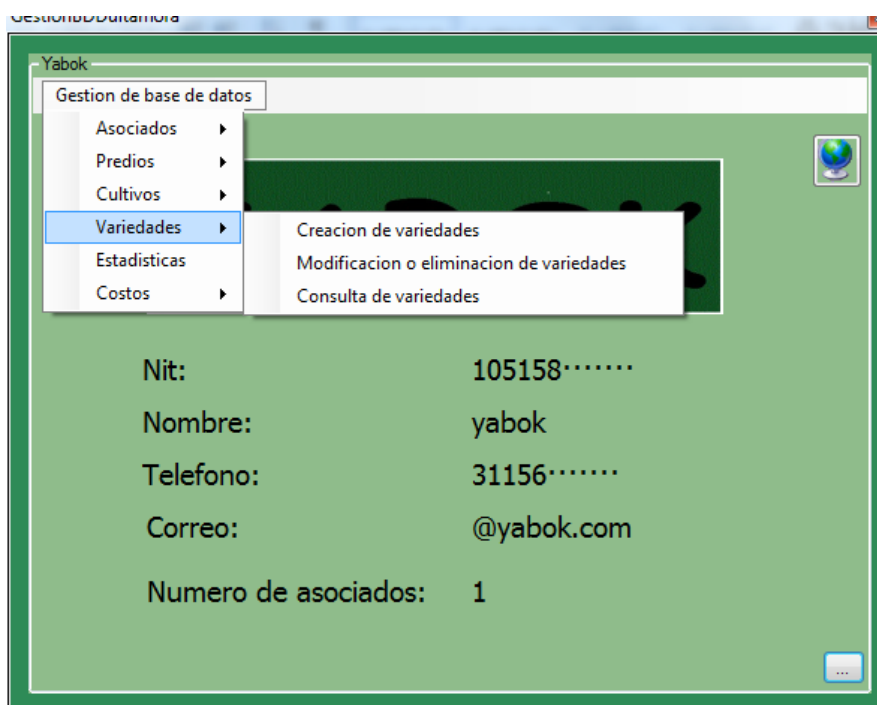 GestionBDDuitamora
Yabok
Gestion de base de datos
Asociados
Predios
Cultivos
Variedades
Creacion de variedades
Estadisticas
Modificacion o eliminacion de variedades
Costos
Consulta de variedades
Nit: 105158·······
Nombre: yabok
Telefono: 31156·······
Correo: @yabok.com
Numero de asociados: 1
...